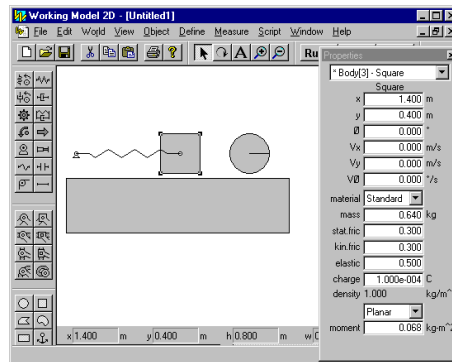 Working Model 2D - [Untitled1]
File Edit World View Object Define Measure Script Window Help
A Ru
Properties
* Body[3] - Square
Square
x 1.400 m
y 0.400 m
Ø 0.000 °
Vx 0.000 m/s
Vy 0.000 m/s
VØ 0.000 °/s
material Standard
mass 0.640 kg
stat.fric 0.300
kin.fric 0.300
elastic 0.500
charge 1.000e-004 C
density 1.000 kg/m^
Planar
moment 0.068 kg-m^2
x 1.400 m y 0.400 m h 0.800 m w 0